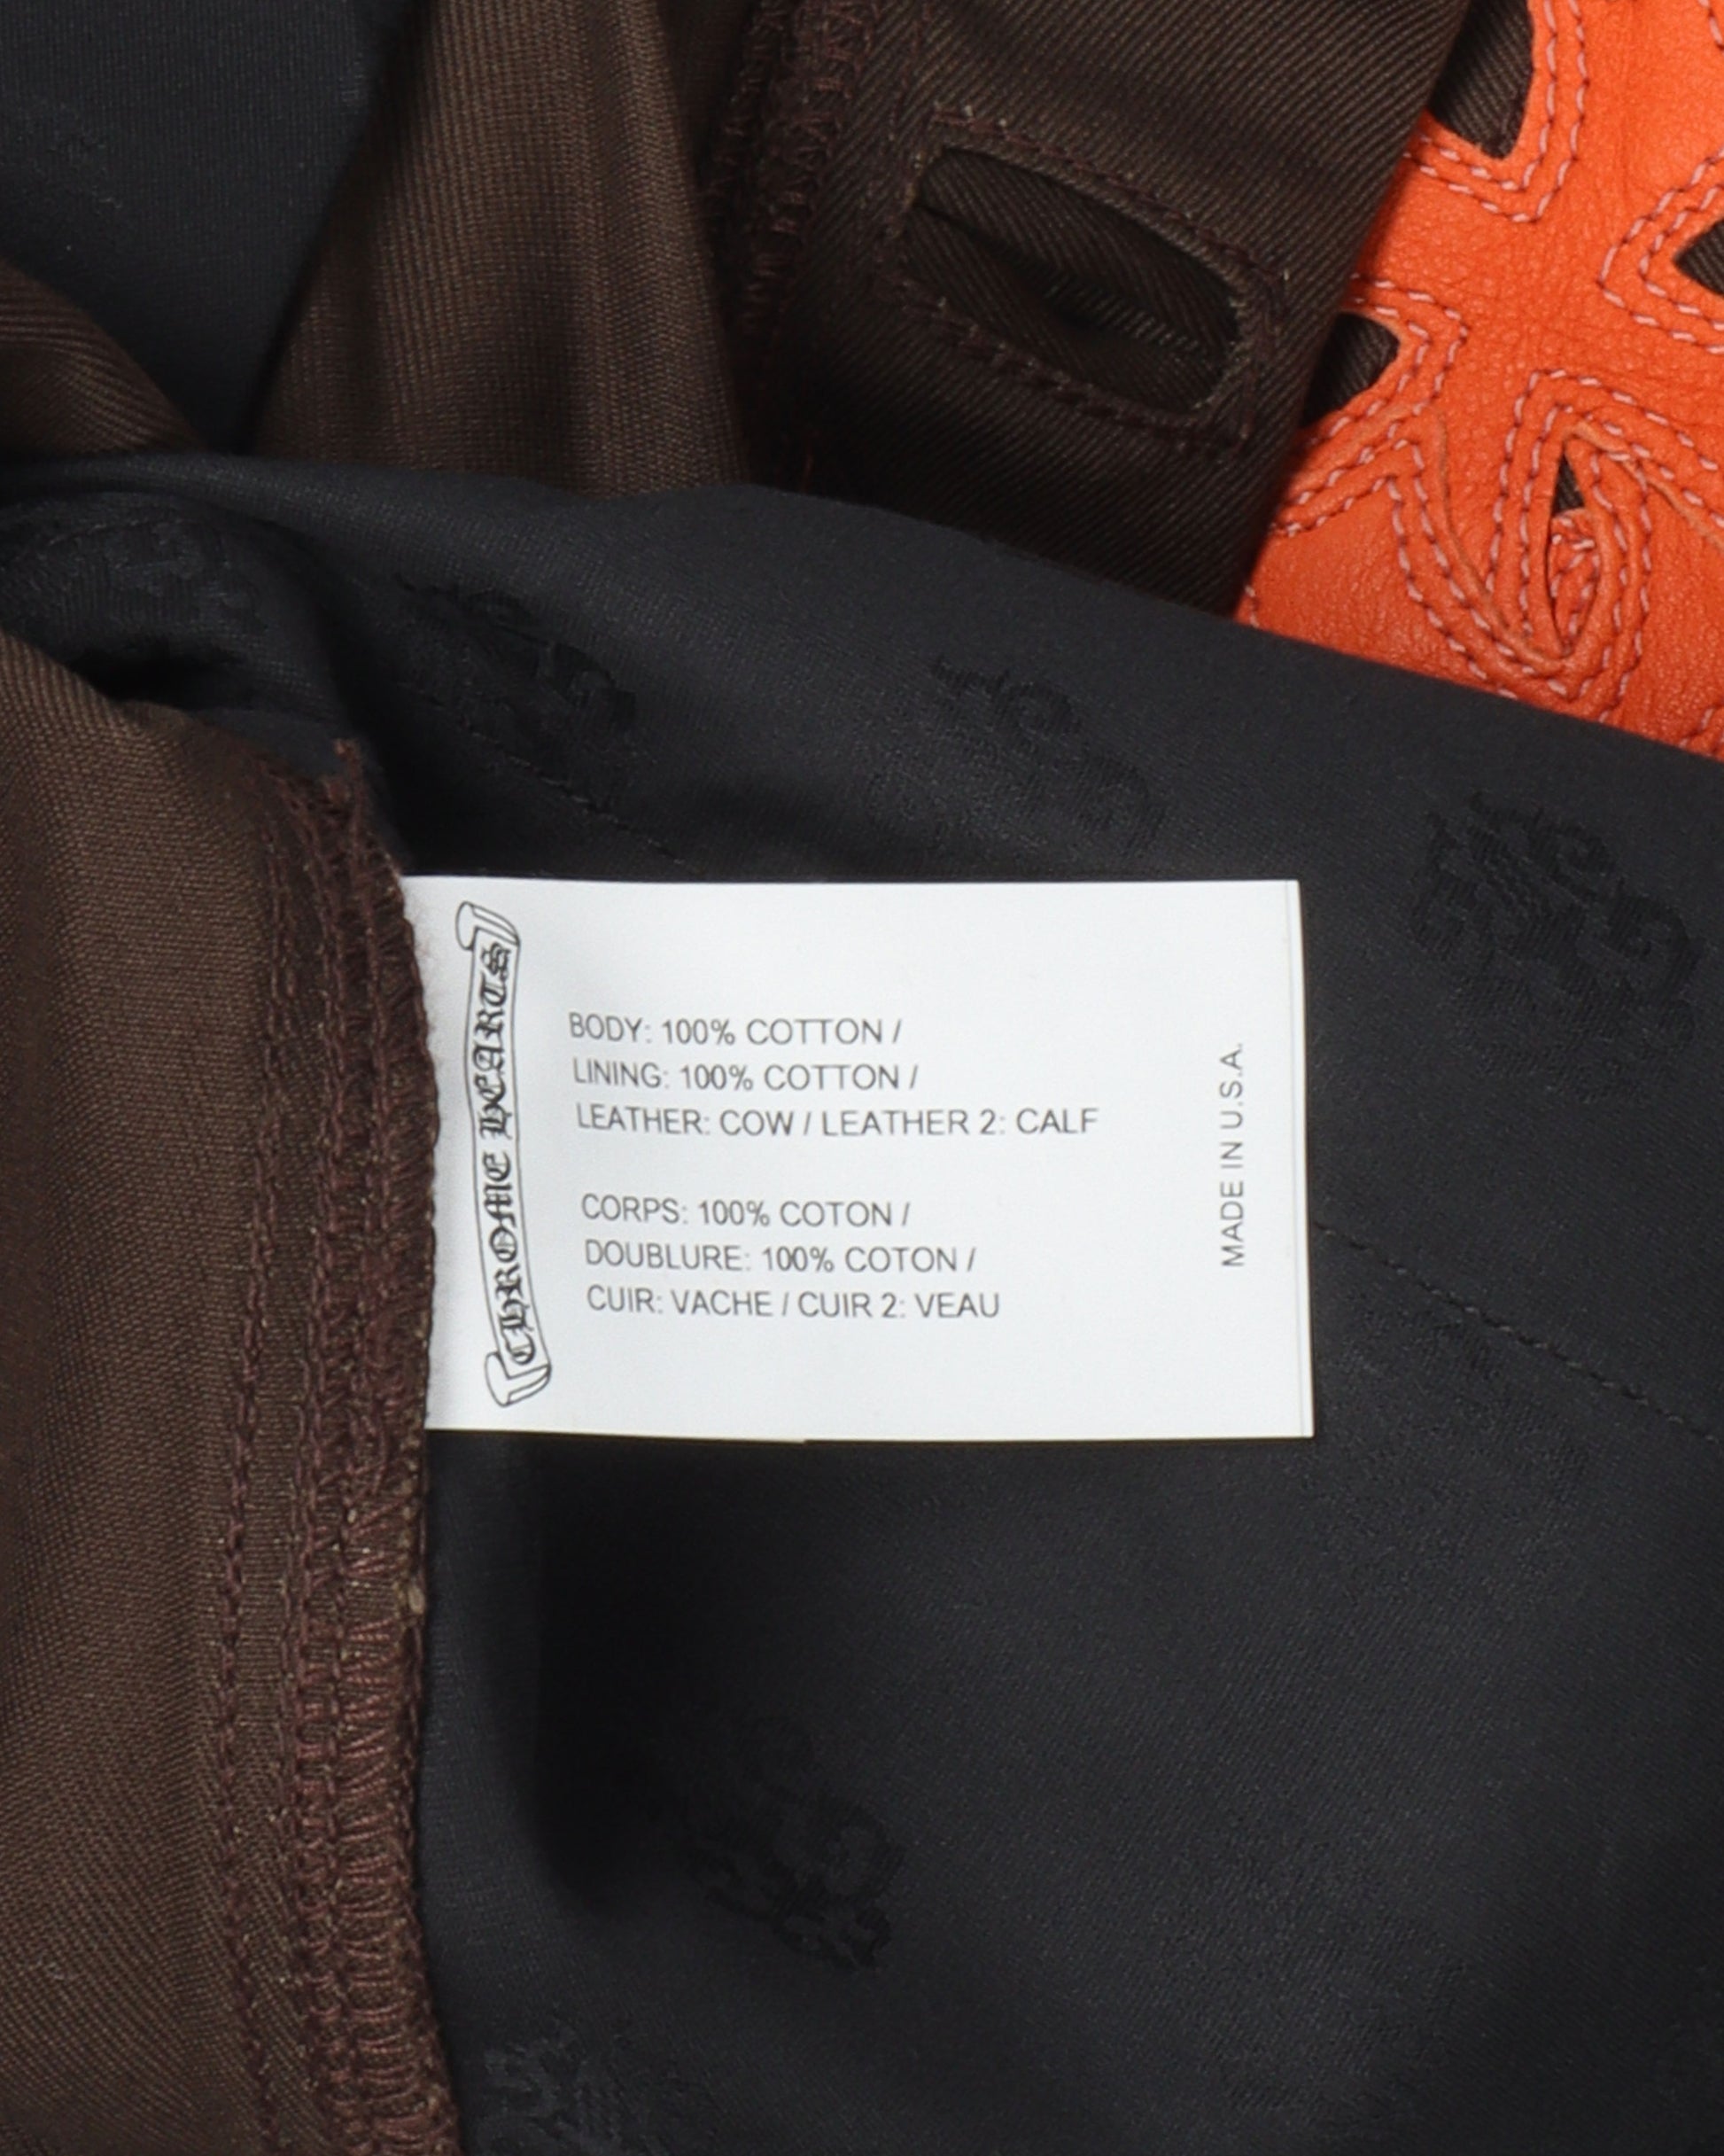 CHROME HEARTS
BODY: 100% COTTON /
LINING: 100% COTTON /
LEATHER: COW / LEATHER 2: CALF
CORPS: 100% COTON /
DOUBLURE: 100% COTON /
CUIR: VACHE / CUIR 2: VEAU
MADE IN U.S.A.